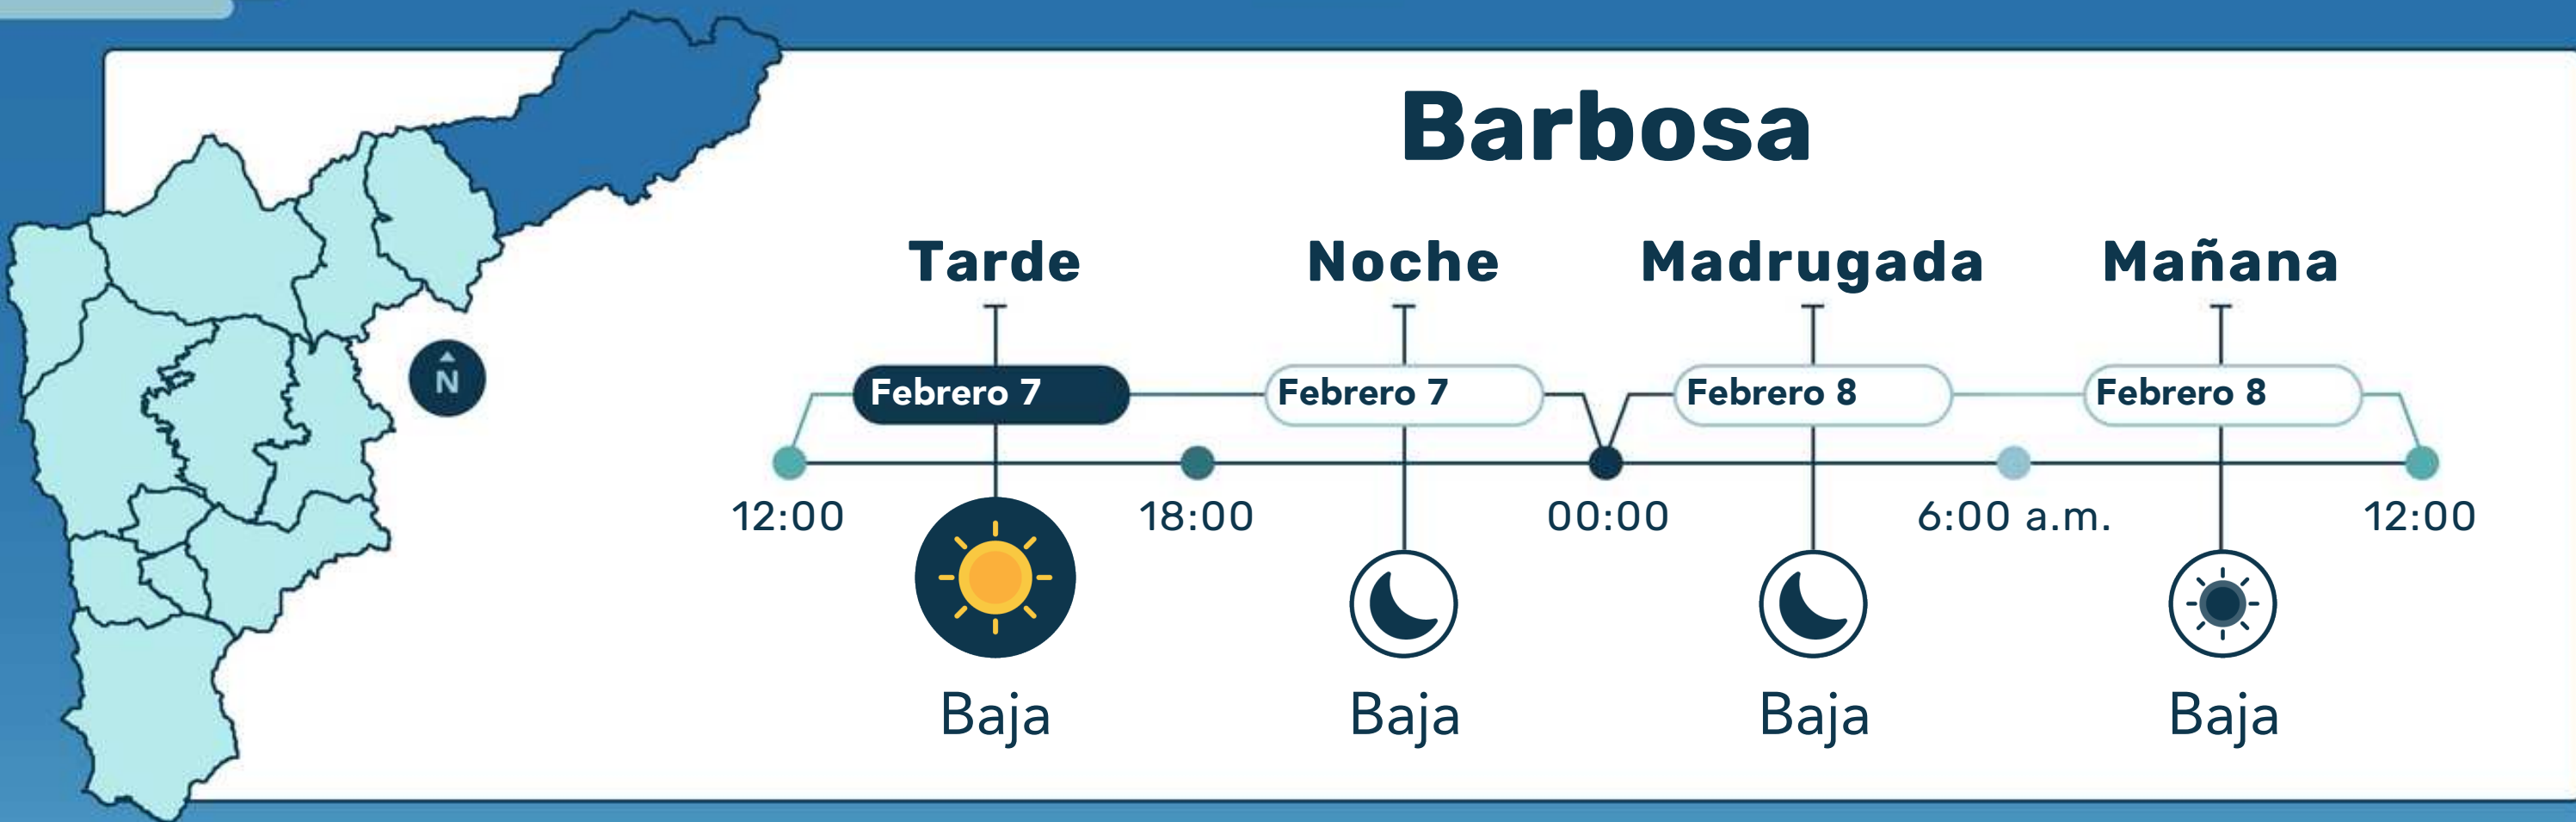 Barbosa
Tarde Noche Madrugada Mañana
Febrero 7 Febrero 7 Febrero 8 Febrero 8
N
12:00 18:00 00:00 6:00 a.m. 12:00
Baja Baja Baja Baja